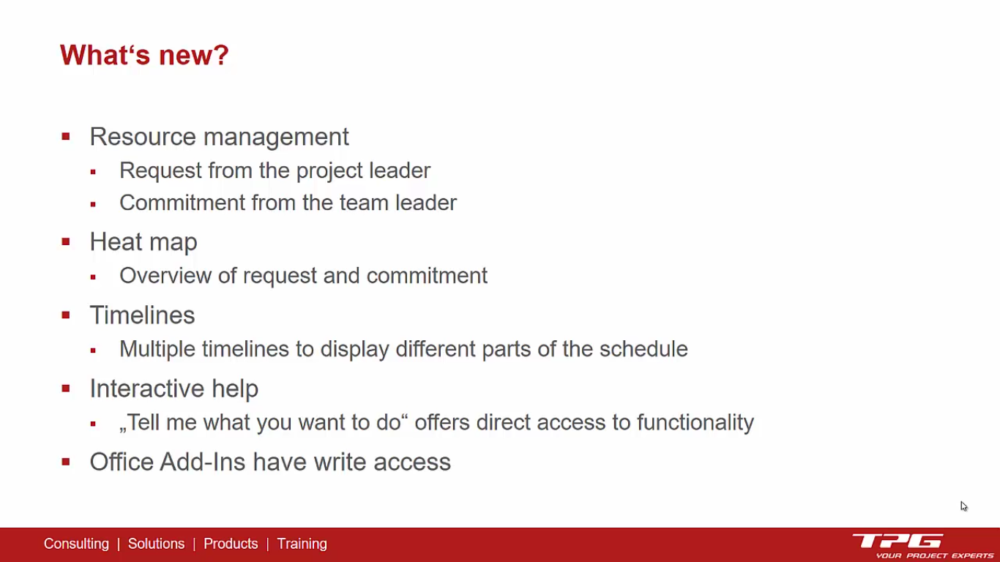 What‘s new?
Resource management
Request from the project leader
Commitment from the team leader
Heat map
Overview of request and commitment
Timelines
Multiple timelines to display different parts of the schedule
Interactive help
„Tell me what you want to do“ offers direct access to functionality
Office Add-Ins have write access
Consulting | Solutions | Products | Training
TPG
YOUR PROJECT EXPERTS